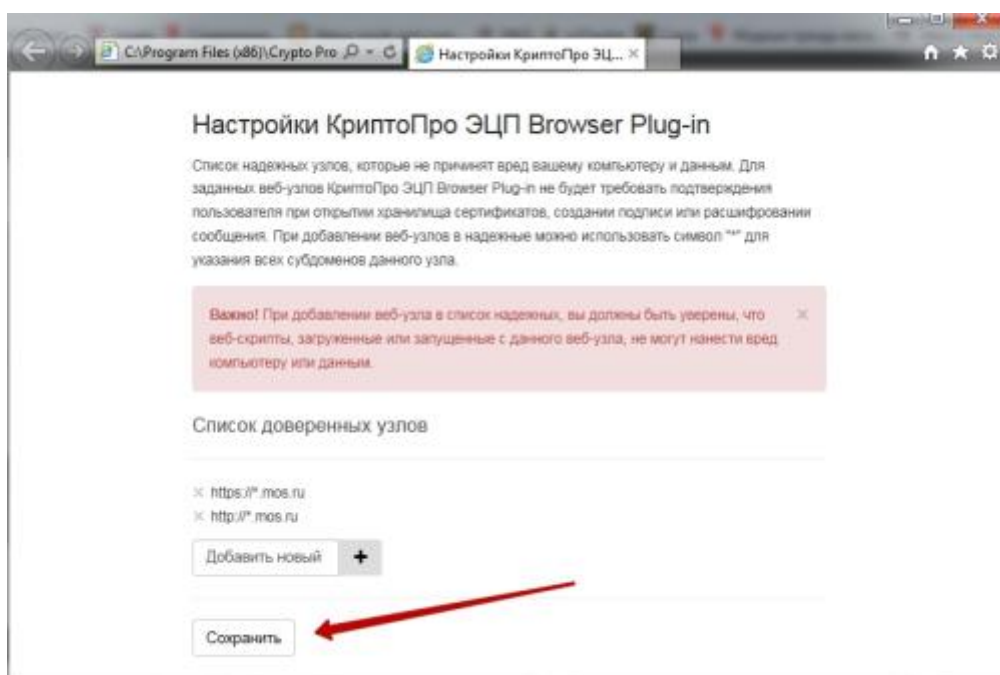 C:\Program Files (x86)\Crypto Pro
Настройки КриптоПро ЭЦ...
Настройки КриптоПро ЭЦП Browser Plug-in
Список надежных узлов, которые не причинят вред вашему компьютеру и данным. Для
заданных веб-узлов КриптоПро ЭЦП Browser Plug-in не будет требовать подтверждения
пользователя при открытии хранилища сертификатов, создании подписи или расшифровании
сообщения. При добавлении веб-узлов в надежные можно использовать символ "*" для
указания всех субдоменов данного узла.
Важно! При добавлении веб-узла в список надежных, вы должны быть уверены, что
веб-скрипты, загруженные или запущенные с данного веб-узла, не могут нанести вред
компьютеру или данным.
Список доверенных узлов
https://*.mos.ru
http://*.mos.ru
Добавить новый
Сохранить